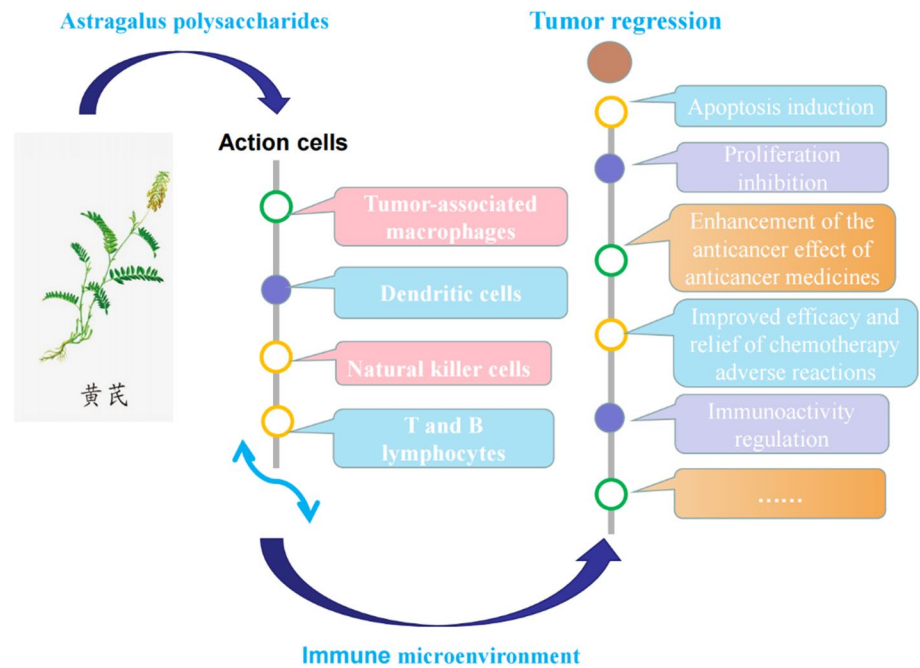 Astragalus polysaccharides
黄芪
Action cells
Tumor-associated
macrophages
Dendritic cells
Natural killer cells
T and B
lymphocytes
Tumor regression
Apoptosis induction
Proliferation
inhibition
Enhancement of the
anticancer effect of
anticancer medicines
Improved efficacy and
relief of chemotherapy
adverse reactions
Immunoactivity
regulation
……
Immune microenvironment